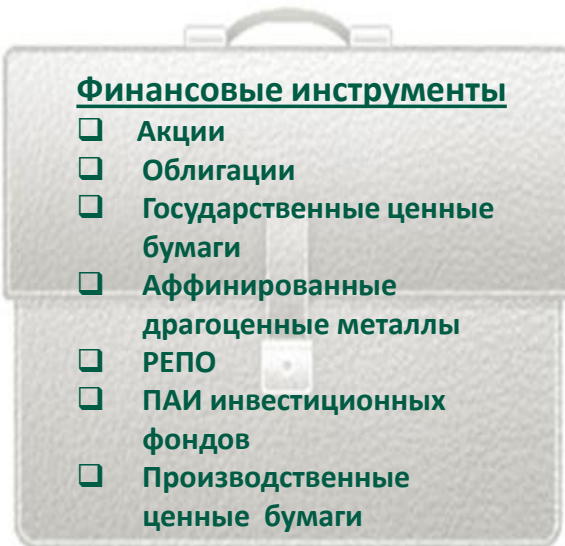 Финансовые инструменты
Акции
Облигации
Государственные ценные
бумаги
Аффинированные
драгоценные металлы
РЕПО
ПАИ инвестиционных
фондов
Производственные
ценные бумаги